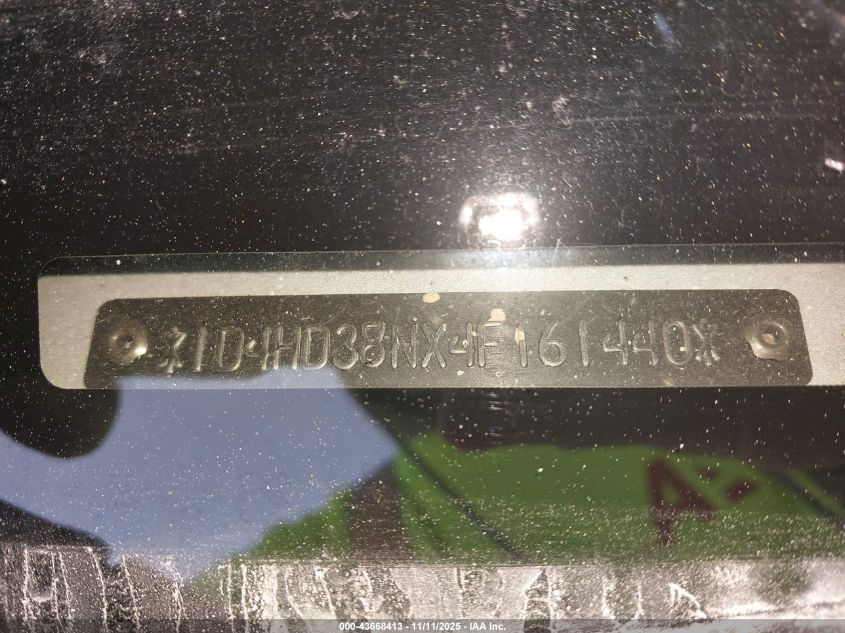 *1D4HD38NX4F161440*
000-43668413 - 11/11/2025 - IAA Inc.